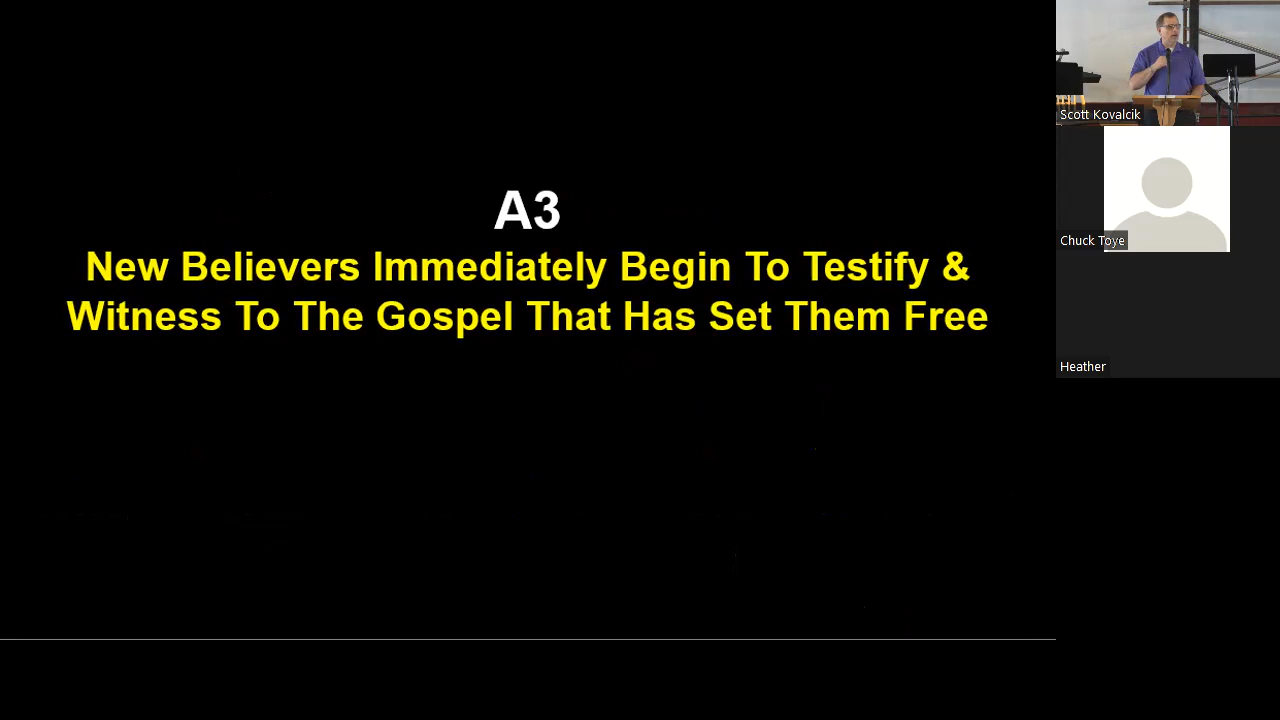 A3
New Believers Immediately Begin To Testify &
Witness To The Gospel That Has Set Them Free
Scott Kovalcik
Chuck Toye
Heather